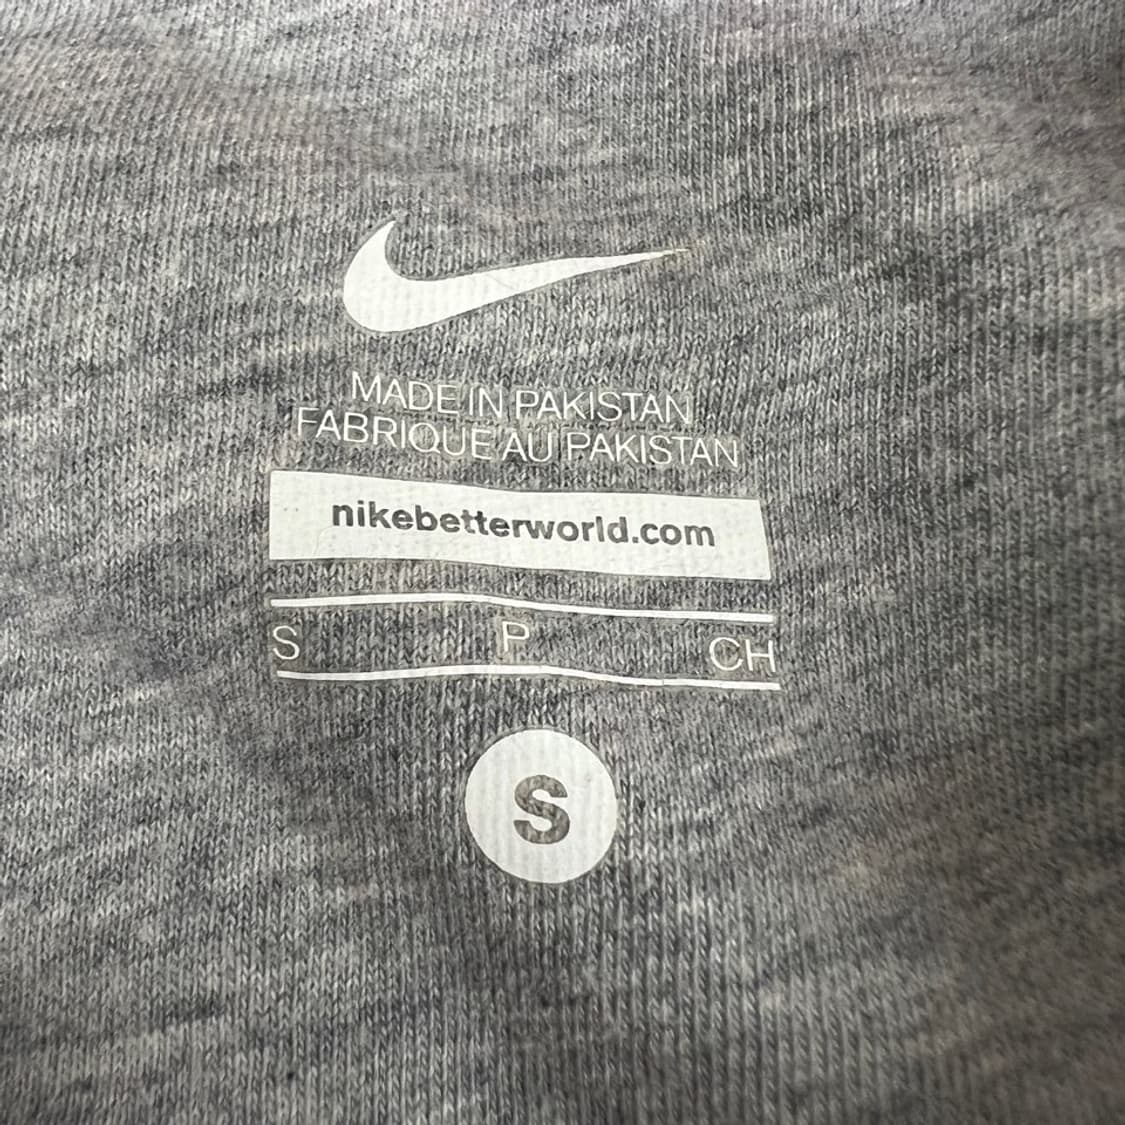 MADE IN PAKISTAN
FABRIQUE AU PAKISTAN
nikebetterworld.com
S P CH
S